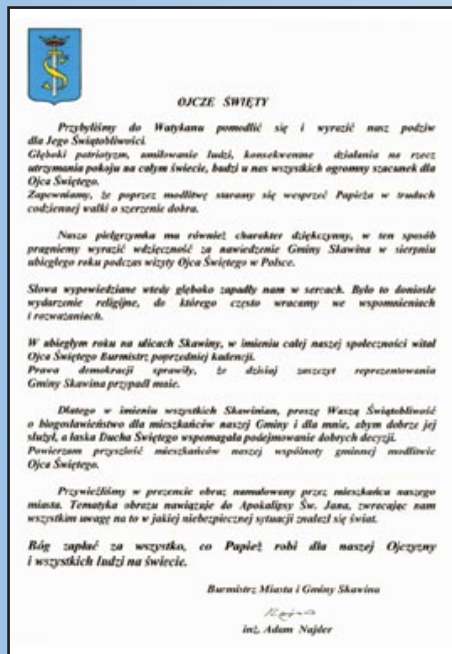 OJCZE ŚWIĘTY
Przybyliśmy do Watykanu pomodlić się i wyrazić nasz podziw
dla Jego Świątobliwości.
Głęboki patriotyzm, umiłowanie ludzi, konsekwentne działania na rzecz
utrzymania pokoju na całym świecie, budzi u nas wszystkich ogromny szacunek dla
Ojca Świętego.
Zapewniamy, że poprzez modlitwę staramy się wesprzeć Papieża w trudach
codziennej walki o szerzenie dobra.
Nasza pielgrzymka ma również charakter dziękczynny, w ten sposób
pragniemy wyrazić wdzięczność za nawiedzenie Gminy Skawina w sierpniu
ubiegłego roku podczas wizyty Ojca Świętego w Polsce.
Słowa wypowiedziane wtedy głęboko zapadły nam w sercach. Było to doniosłe
wydarzenie religijne, do którego często wracamy we wspomnieniach
i rozważaniach.
W ubiegłym roku na ulicach Skawiny, w imieniu całej naszej społeczności witał
Ojca Świętego Burmistrz poprzedniej kadencji.
Prawa demokracji sprawiły, że dzisiaj zaszczyt reprezentowania
Gminy Skawina przypadł mnie.
Dlatego w imieniu wszystkich Skawinian, proszę Waszą Świątobliwość
o błogosławieństwo dla mieszkańców naszej Gminy i dla mnie, abym dobrze jej
służył, a łaska Ducha Świętego wspomagała podejmowanie dobrych decyzji.
Powierzam przyszłość mieszkańców naszej wspólnoty gminnej modlitwie
Ojca Świętego.
Przywieźliśmy w prezencie obraz namalowany przez mieszkańca naszego
miasta. Tematyka obrazu nawiązuje do Apokalipsy Św. Jana, zwracając nam
wszystkim uwagę na to w jakiej niebezpiecznej sytuacji znalazł się świat.
Bóg zapłać za wszystko, co Papież robi dla naszej Ojczyzny
i wszystkich ludzi na świecie.
Burmistrz Miasta i Gminy Skawina
inż. Adam Najder